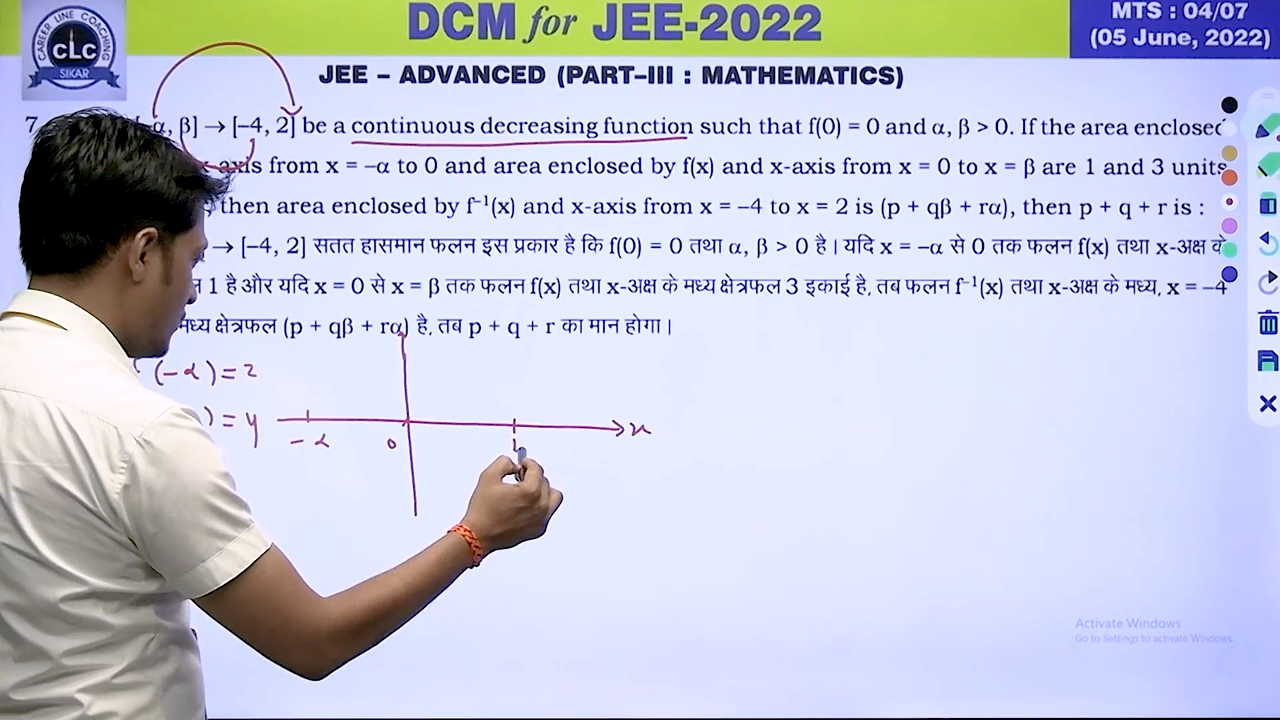 DCM for JEE-2022
MTS : 04/07
(05 June, 2022)
CAREER LINE COACHING
CLC
SIKAR
JEE – ADVANCED (PART–III : MATHEMATICS)
7 α, β] → [–4, 2] be a continuous decreasing function such that f(0) = 0 and α, β > 0. If the area enclosed
axis from x = –α to 0 and area enclosed by f(x) and x-axis from x = 0 to x = β are 1 and 3 units
then area enclosed by f⁻¹(x) and x-axis from x = –4 to x = 2 is (p + qβ + rα), then p + q + r is :
→ [–4, 2] सतत हासमान फलन इस प्रकार है कि f(0) = 0 तथा α, β > 0 है। यदि x = –α से 0 तक फलन f(x) तथा x-अक्ष के
1 है और यदि x = 0 से x = β तक फलन f(x) तथा x-अक्ष के मध्य क्षेत्रफल 3 इकाई है, तब फलन f⁻¹(x) तथा x-अक्ष के मध्य, x = –4
मध्य क्षेत्रफल (p + qβ + rα) है, तब p + q + r का मान होगा।
(-α) = 2
) = 4
-α 0 x
Activate Windows
Go to Settings to activate Windows.